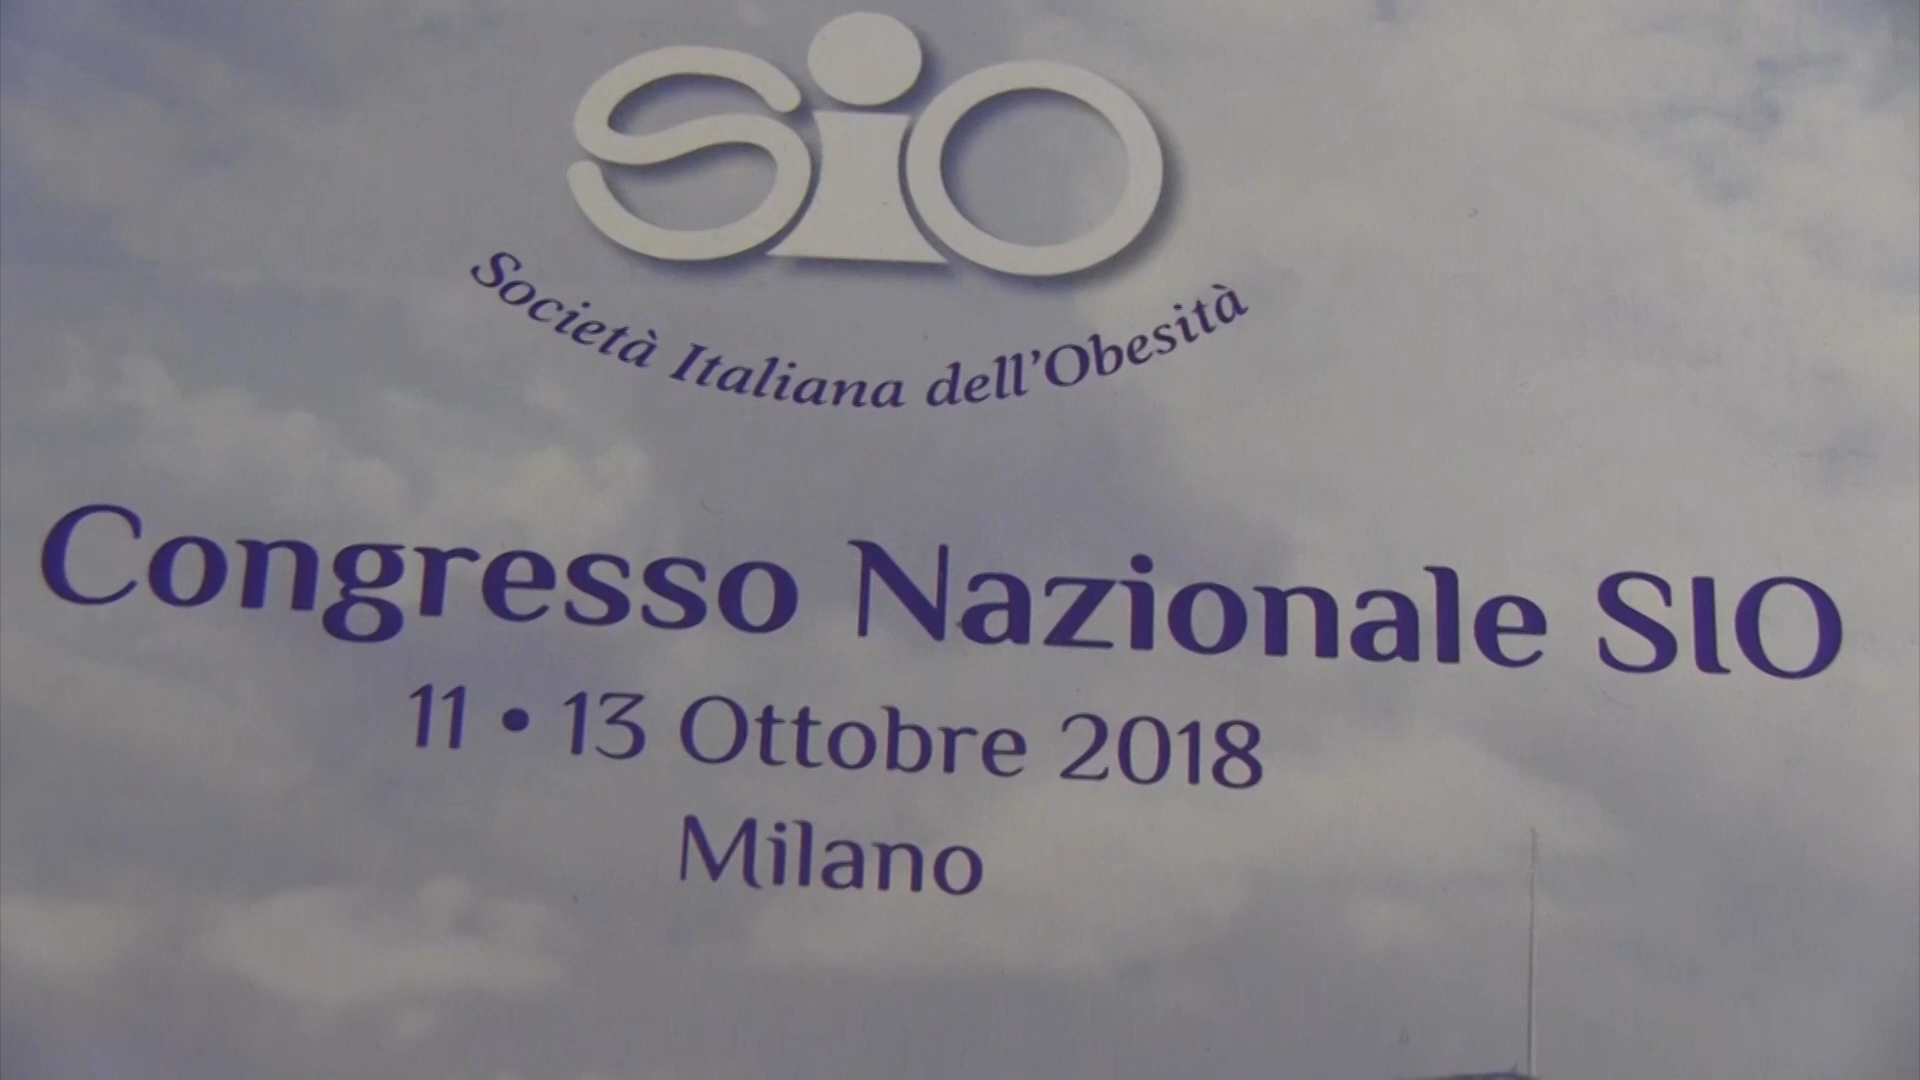 SiO
Società Italiana dell'Obesità
Congresso Nazionale SIO
11 • 13 Ottobre 2018
Milano